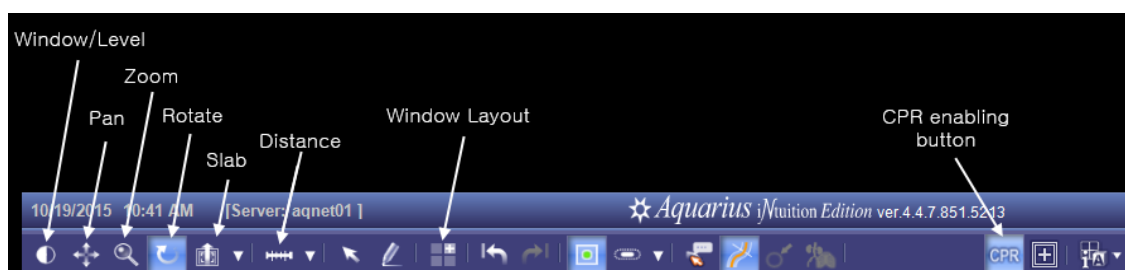 Window/Level
Zoom
Pan
Rotate
Window Layout
CPR enabling
button
Distance
Slab
10/19/2015 10:41 AM [Server: aqnet01 ]
Aquarius iNtuition Edition ver.4.4.7.851.5213
CPR